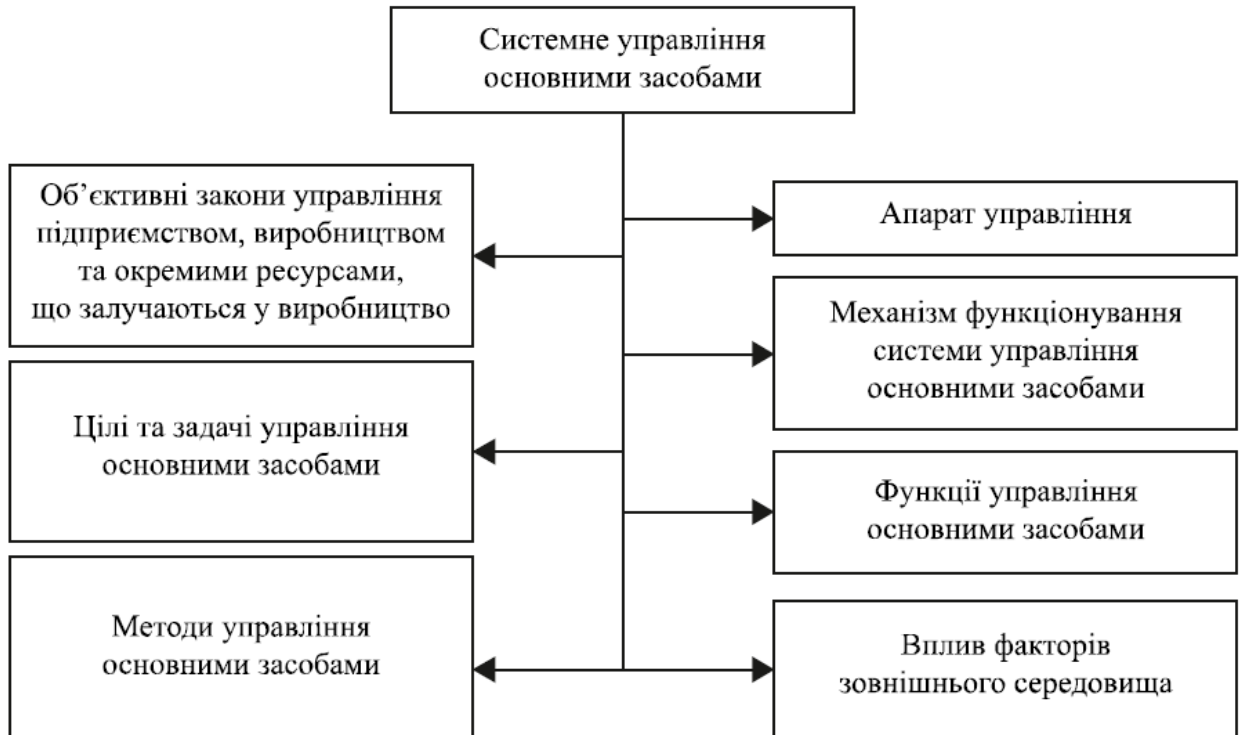 Системне управління
основними засобами
Об’єктивні закони управління
підприємством, виробництвом
та окремими ресурсами,
що залучаються у виробництво
Цілі та задачі управління
основними засобами
Методи управління
основними засобами
Апарат управління
Механізм функціонування
системи управління
основними засобами
Функції управління
основними засобами
Вплив факторів
зовнішнього середовища